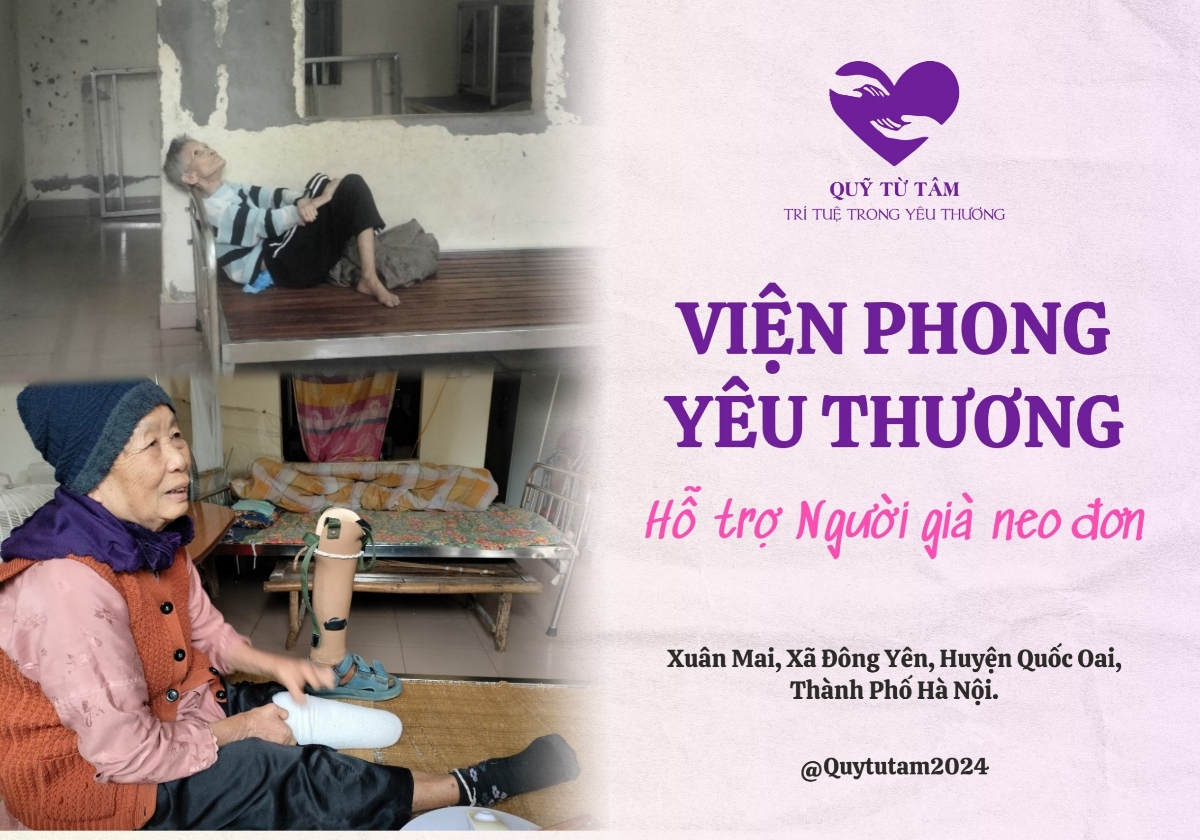 QUỸ TỪ TÂM
TRÍ TUỆ TRONG YÊU THƯƠNG
VIỆN PHONG
YÊU THƯƠNG
Hỗ trợ Người già neo đơn
Xuân Mai, Xã Đông Yên, Huyện Quốc Oai,
Thành Phố Hà Nội.
@Quytutam2024